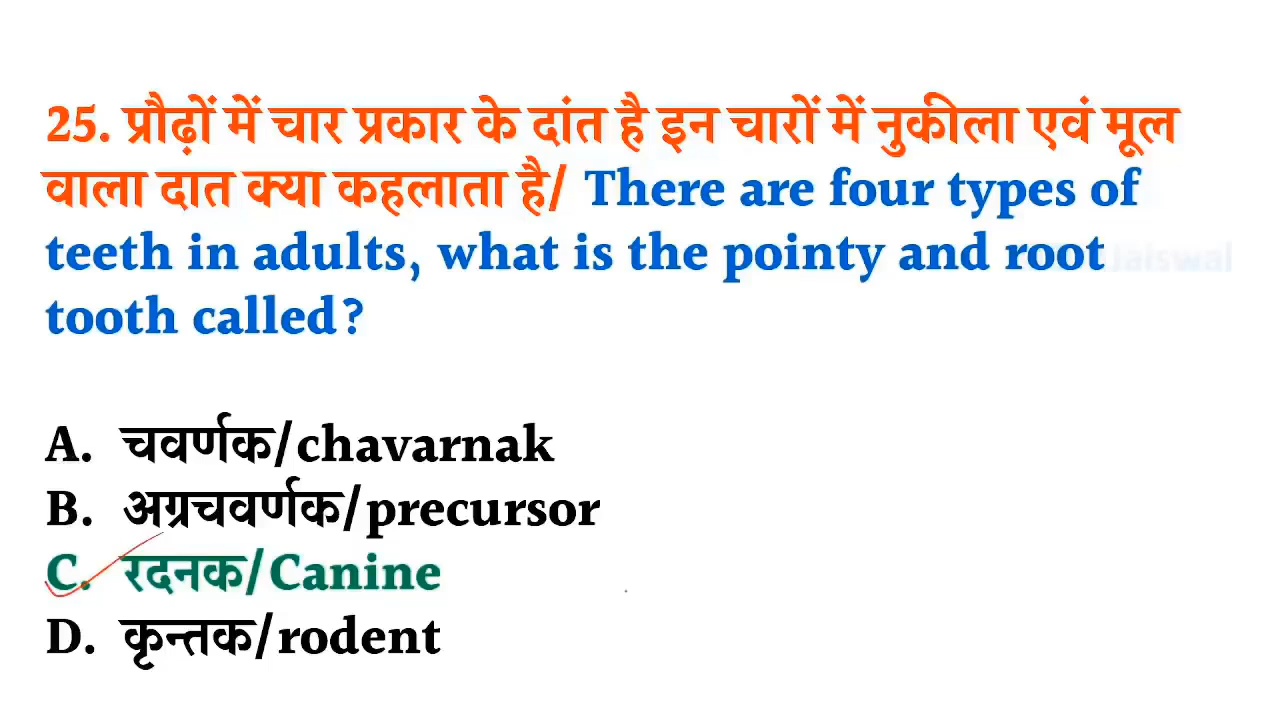 25. प्रौढ़ों में चार प्रकार के दांत है इन चारों में नुकीला एवं मूल
वाला दात क्या कहलाता है/ There are four types of
teeth in adults, what is the pointy and root
Jaiswal
tooth called?
A. चवर्णक/chavarnak
B. अग्रचवर्णक/precursor
C. रदनक/Canine
D. कृन्तक/rodent